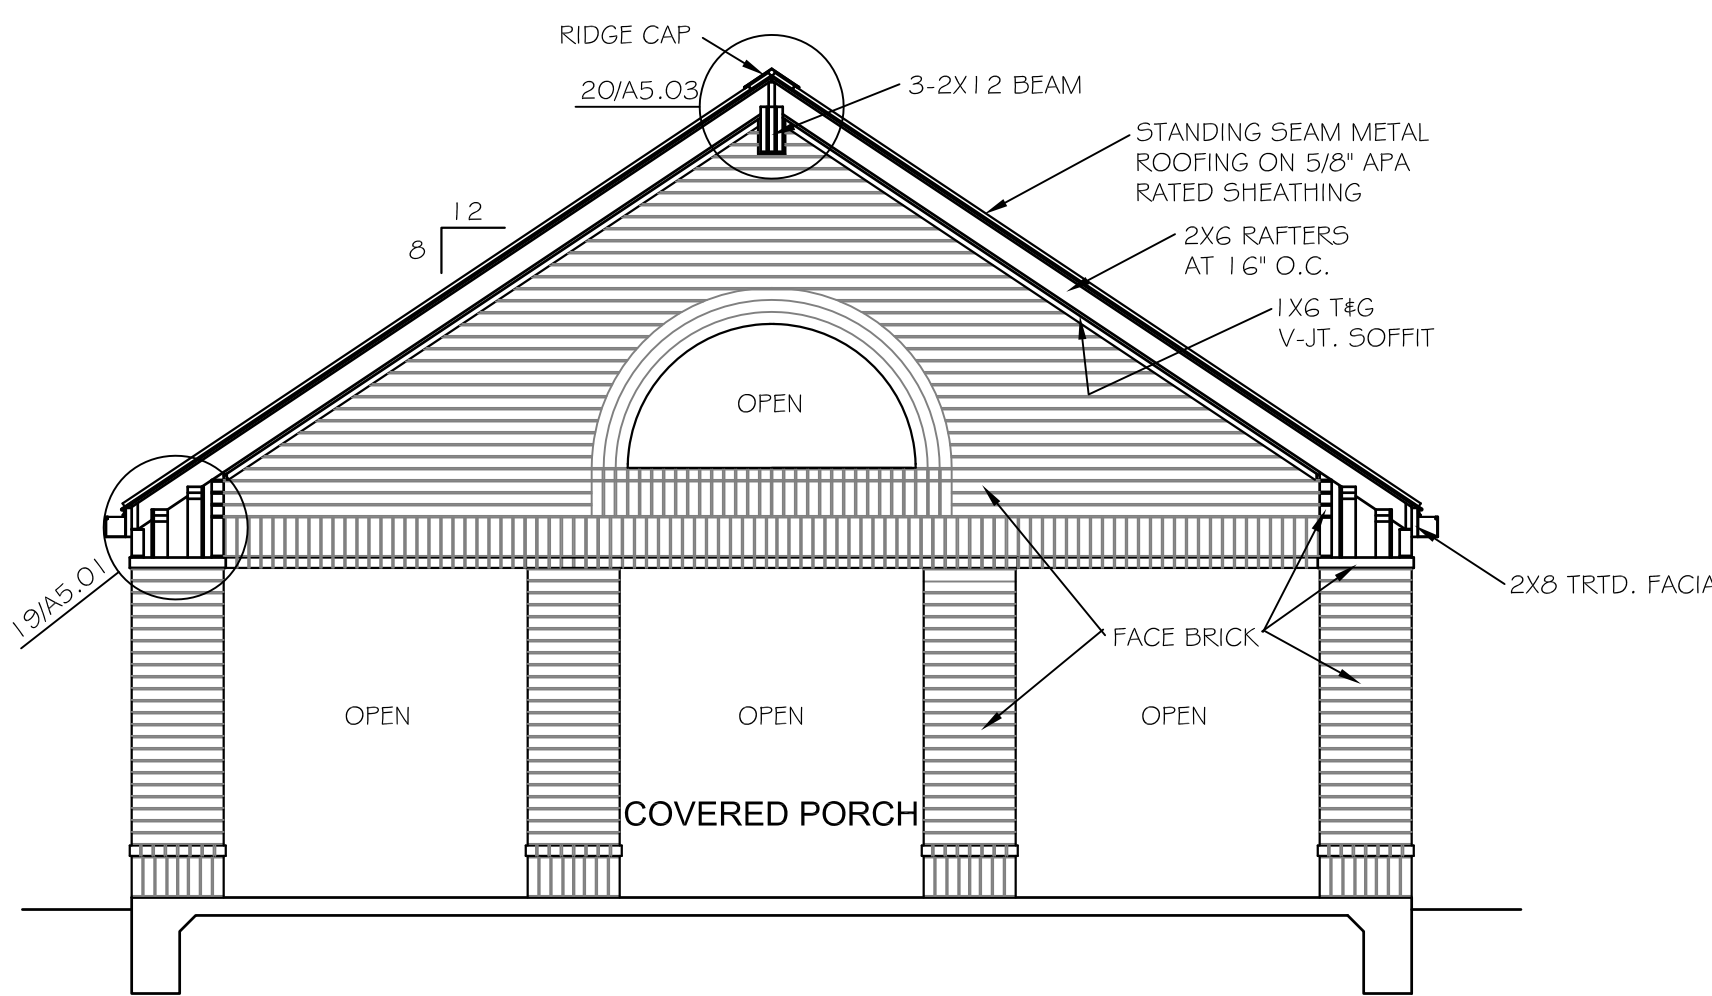 RIDGE CAP
20/A5.03
3-2X12 BEAM
STANDING SEAM METAL
ROOFING ON 5/8" APA
RATED SHEATHING
12
8
2X6 RAFTERS
AT 16" O.C.
1X6 T&G
V-JT. SOFFIT
OPEN
19/A5.01
2X8 TRTD. FACIA
FACE BRICK
OPEN
OPEN
OPEN
COVERED PORCH